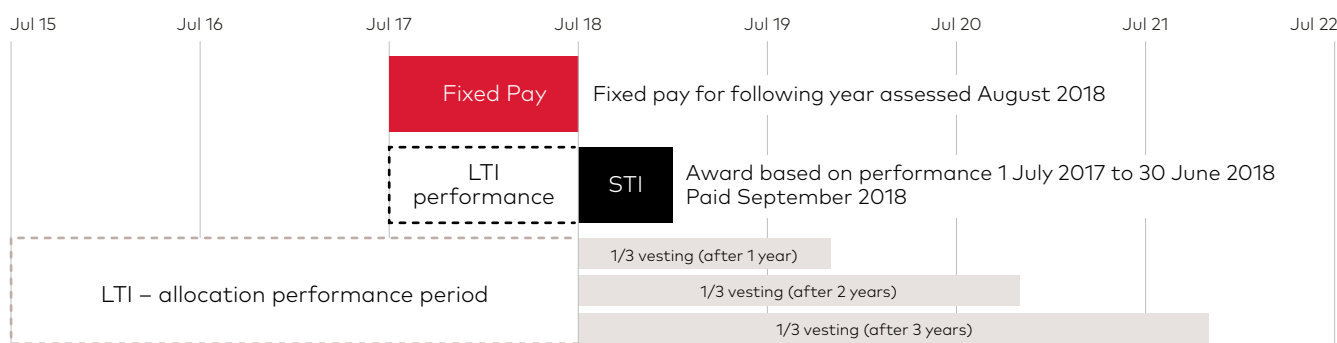 Jul 15 Jul 16 Jul 17 Jul 18 Jul 19 Jul 20 Jul 21 Jul 22
Fixed Pay Fixed pay for following year assessed August 2018
LTI
performance
STI
Award based on performance 1 July 2017 to 30 June 2018
Paid September 2018
LTI – allocation performance period
1/3 vesting (after 1 year)
1/3 vesting (after 2 years)
1/3 vesting (after 3 years)